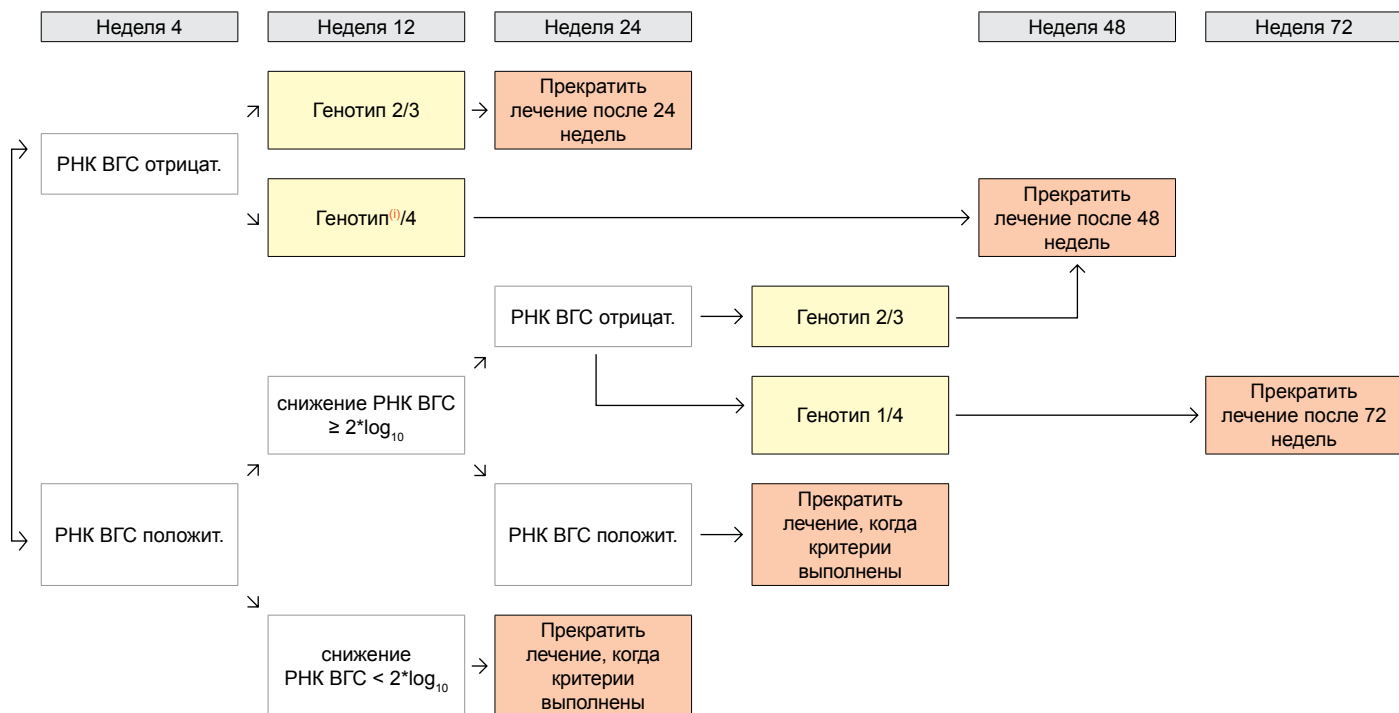 Неделя 4
Неделя 12
Неделя 24
Неделя 48
Неделя 72
Генотип 2/3
Прекратить
лечение после 24
недель
РНК ВГС отрицат.
Генотип(i)/4
Прекратить
лечение после 48
недель
РНК ВГС отрицат.
Генотип 2/3
снижение РНК ВГС
≥ 2*log10
Генотип 1/4
Прекратить
лечение после 72
недель
РНК ВГС положит.
РНК ВГС положит.
Прекратить
лечение, когда
критерии
выполнены
снижение
РНК ВГС < 2*log10
Прекратить
лечение, когда
критерии
выполнены